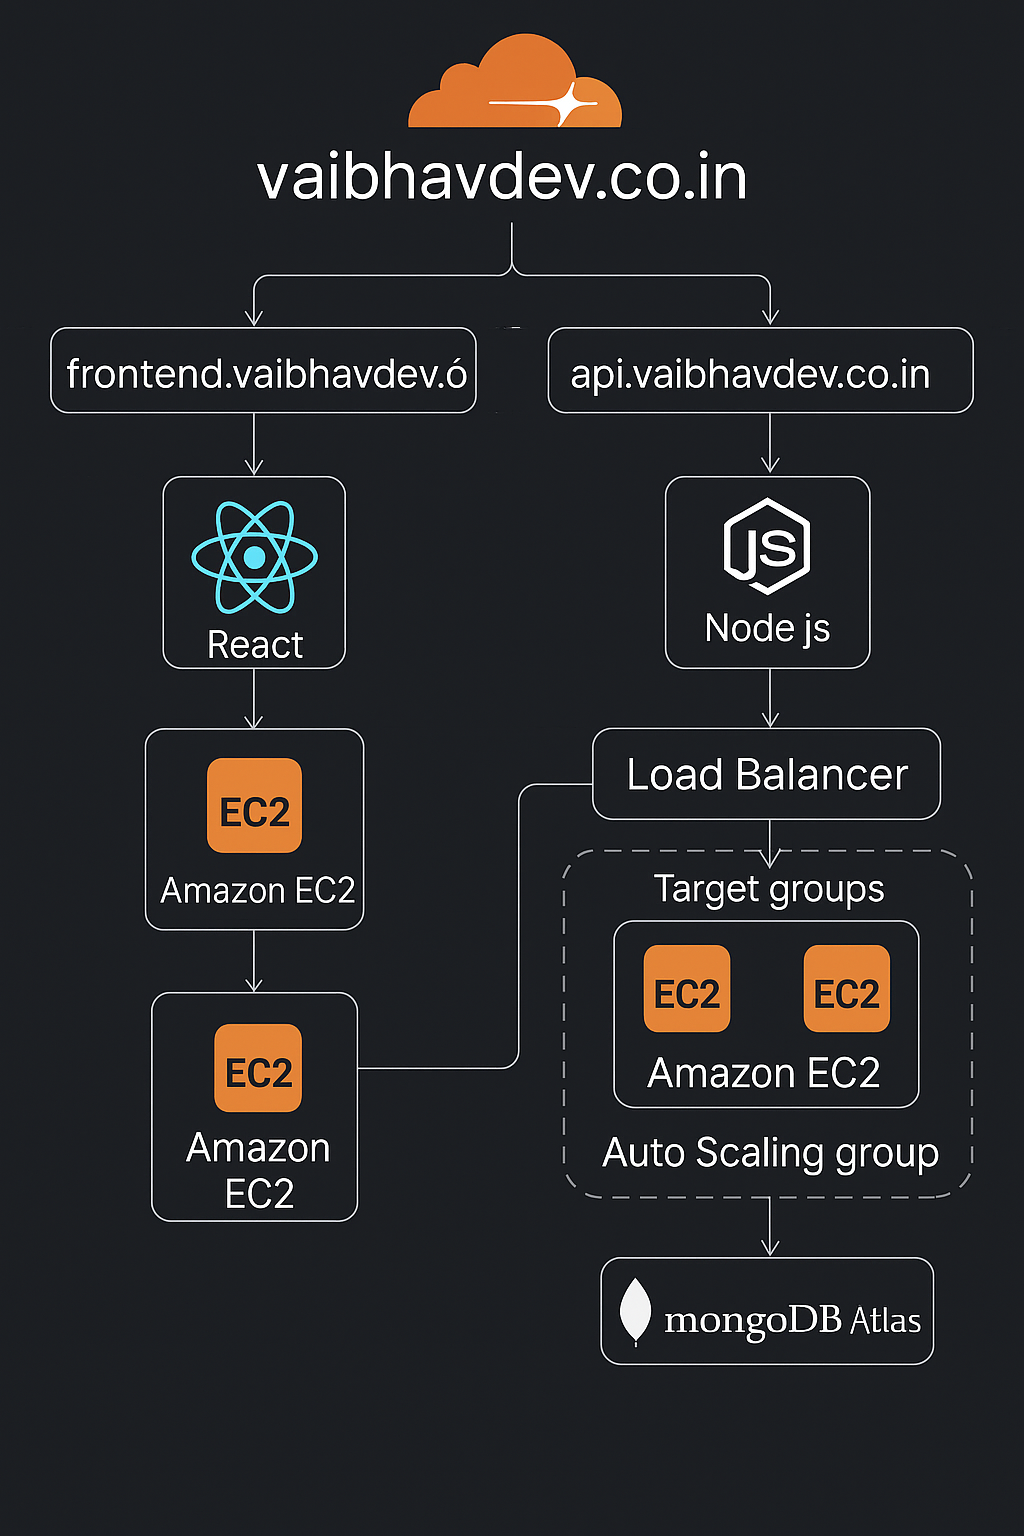 vaibhavdev.co.in
frontend.vaibhavdev.ó
api.vaibhavdev.co.in
React
JS
Node js
EC2
Amazon EC2
Load Balancer
Target groups
EC2 EC2
Amazon EC2
Auto Scaling group
EC2
Amazon
EC2
mongoDB Atlas